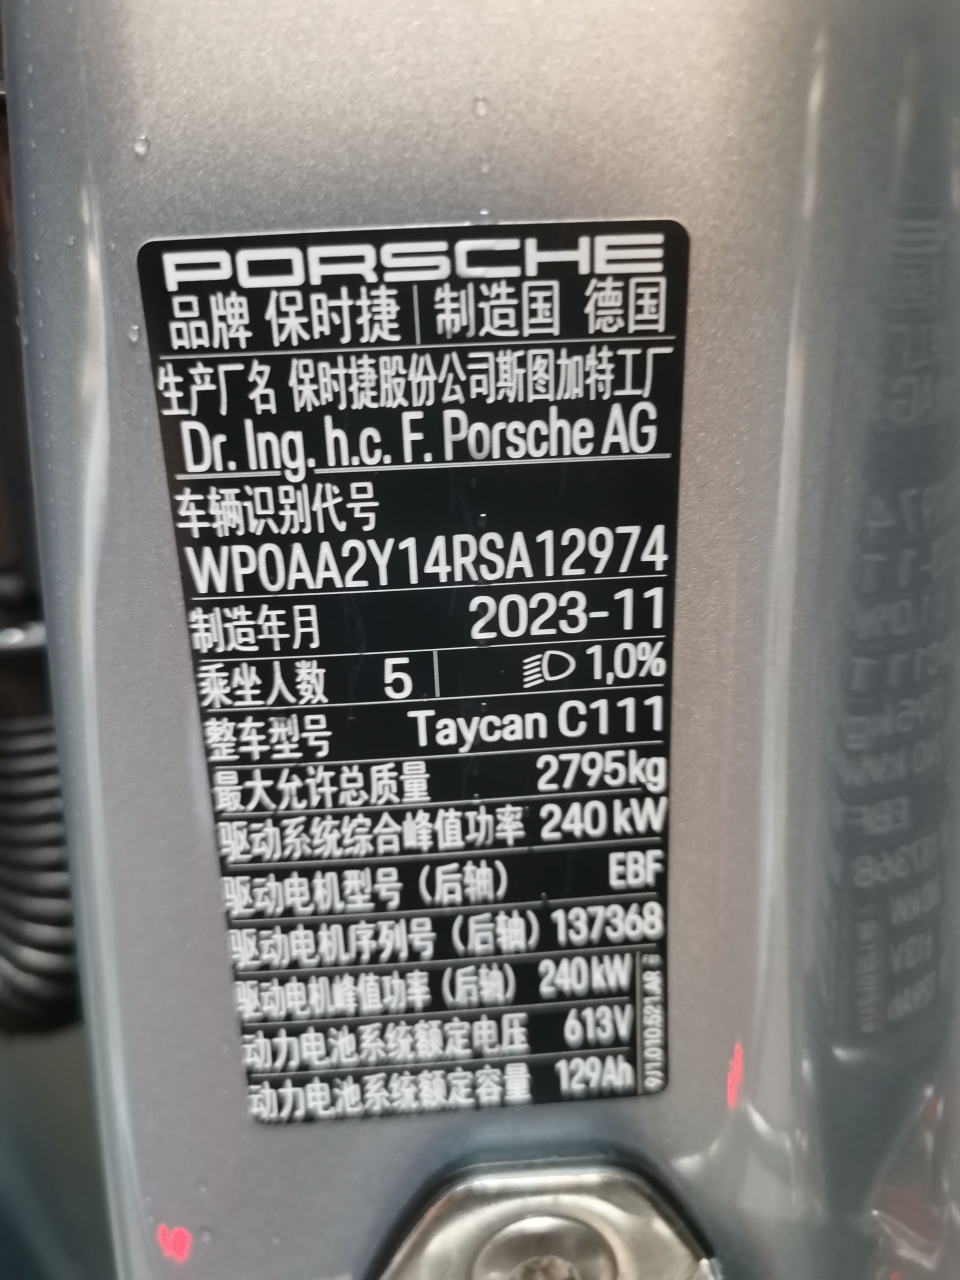 PORSCHE
品牌 保时捷 制造国 德国
生产厂名 保时捷股份公司斯图加特工厂
Dr. Ing. h.c. F. Porsche AG
车辆识别代号
WP0AA2Y14RSA12974
制造年月 2023-11
乘坐人数 5 1,0%
整车型号 Taycan C111
最大允许总质量 2795kg
驱动系统综合峰值功率 240 kW
驱动电机型号（后轴） EBF
驱动电机序列号（后轴） 137368
驱动电机峰值功率（后轴） 240 kW
动力电池系统额定电压 613V
动力电池系统额定容量 129Ah
9J1.010.521.AR